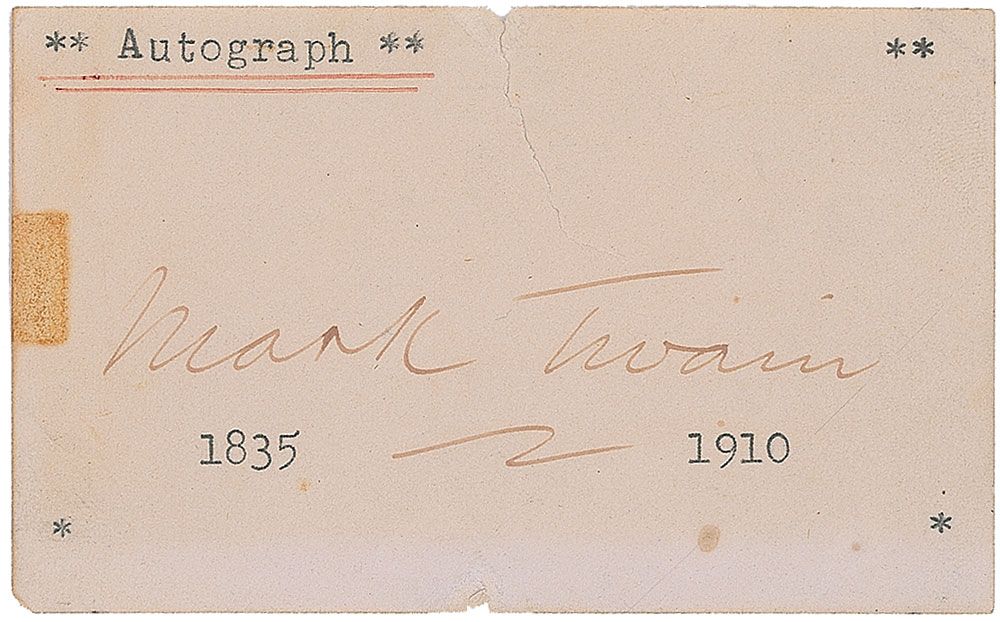 ** Autograph ** **
Mark Twain
1835 1910
* *